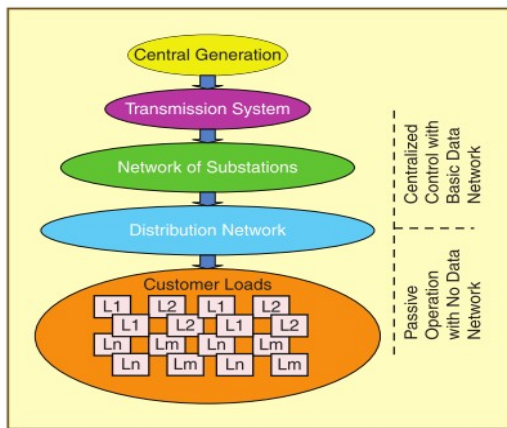 Central Generation
Transmission System
Network of Substations
Distribution Network
Customer Loads
L1 L2 L1 L2
L1 L2 L1 L2
Ln Lm Ln Lm
Ln Lm Ln Lm
Centralized
Control with
Basic Data
Network
Passive
Operation
with No Data
Network